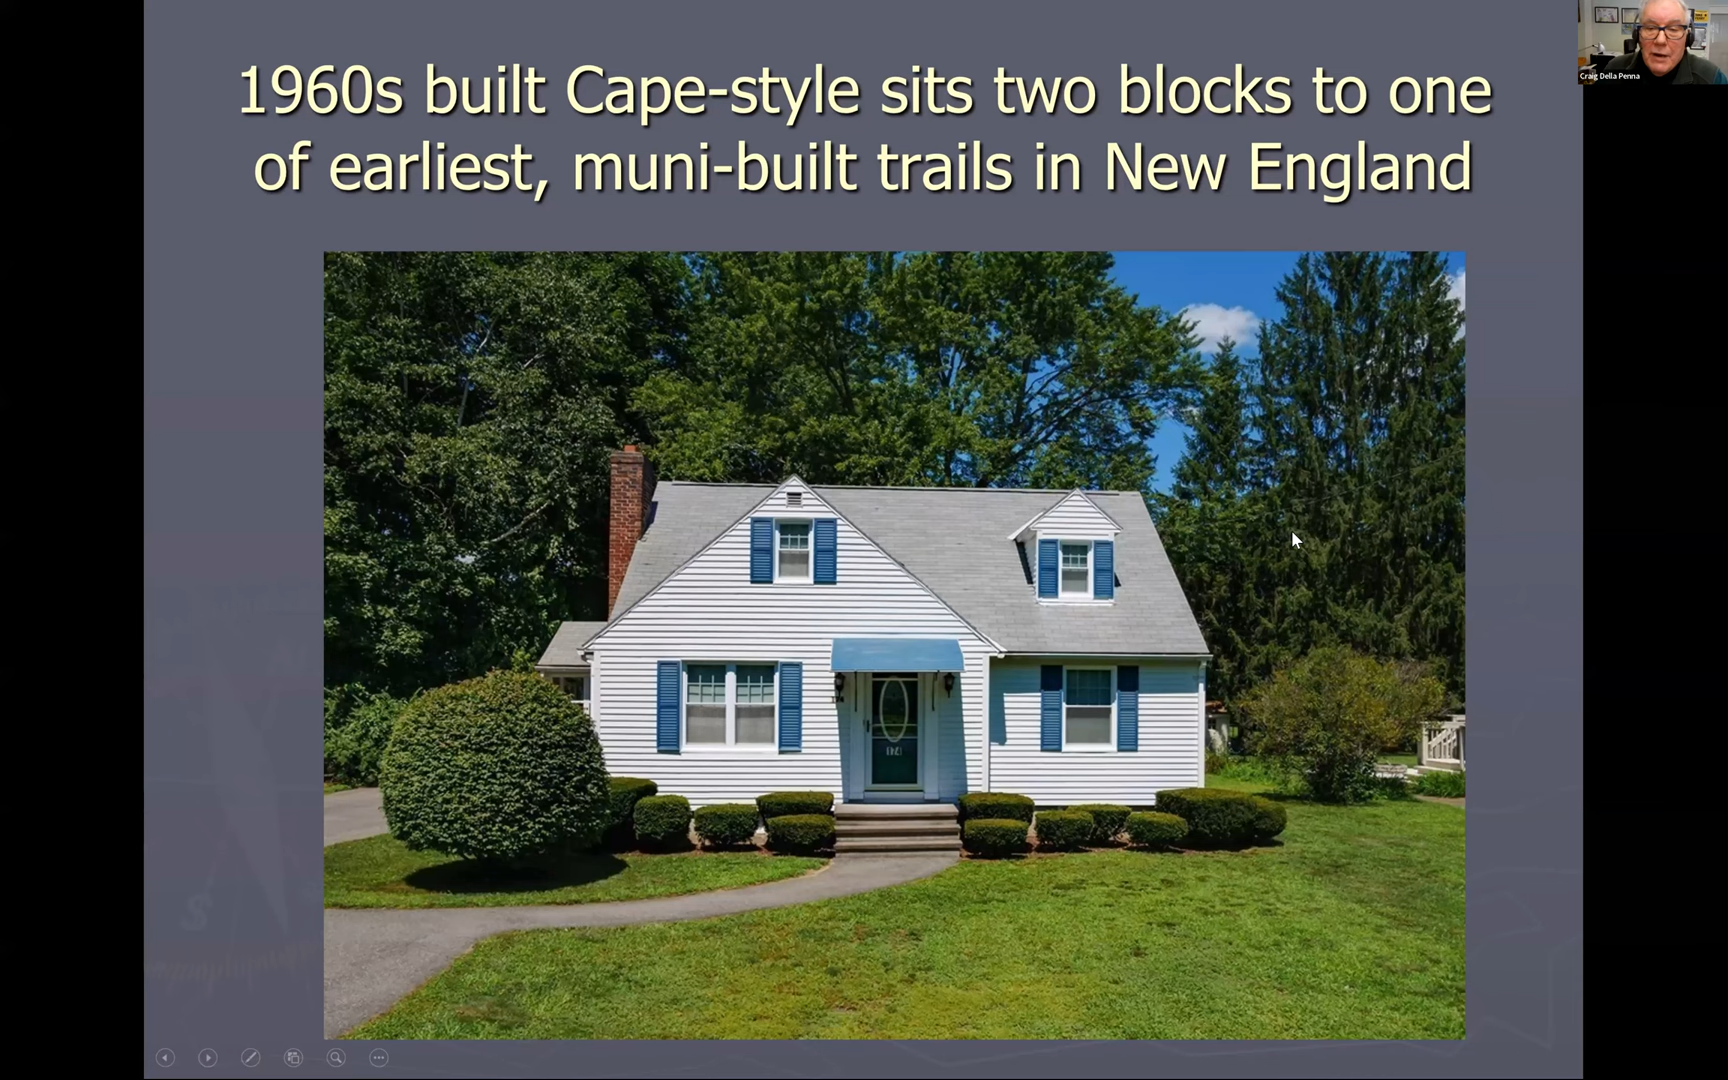 1960s built Cape-style sits two blocks to one
of earliest, muni-built trails in New England
Craig Della Penna
174